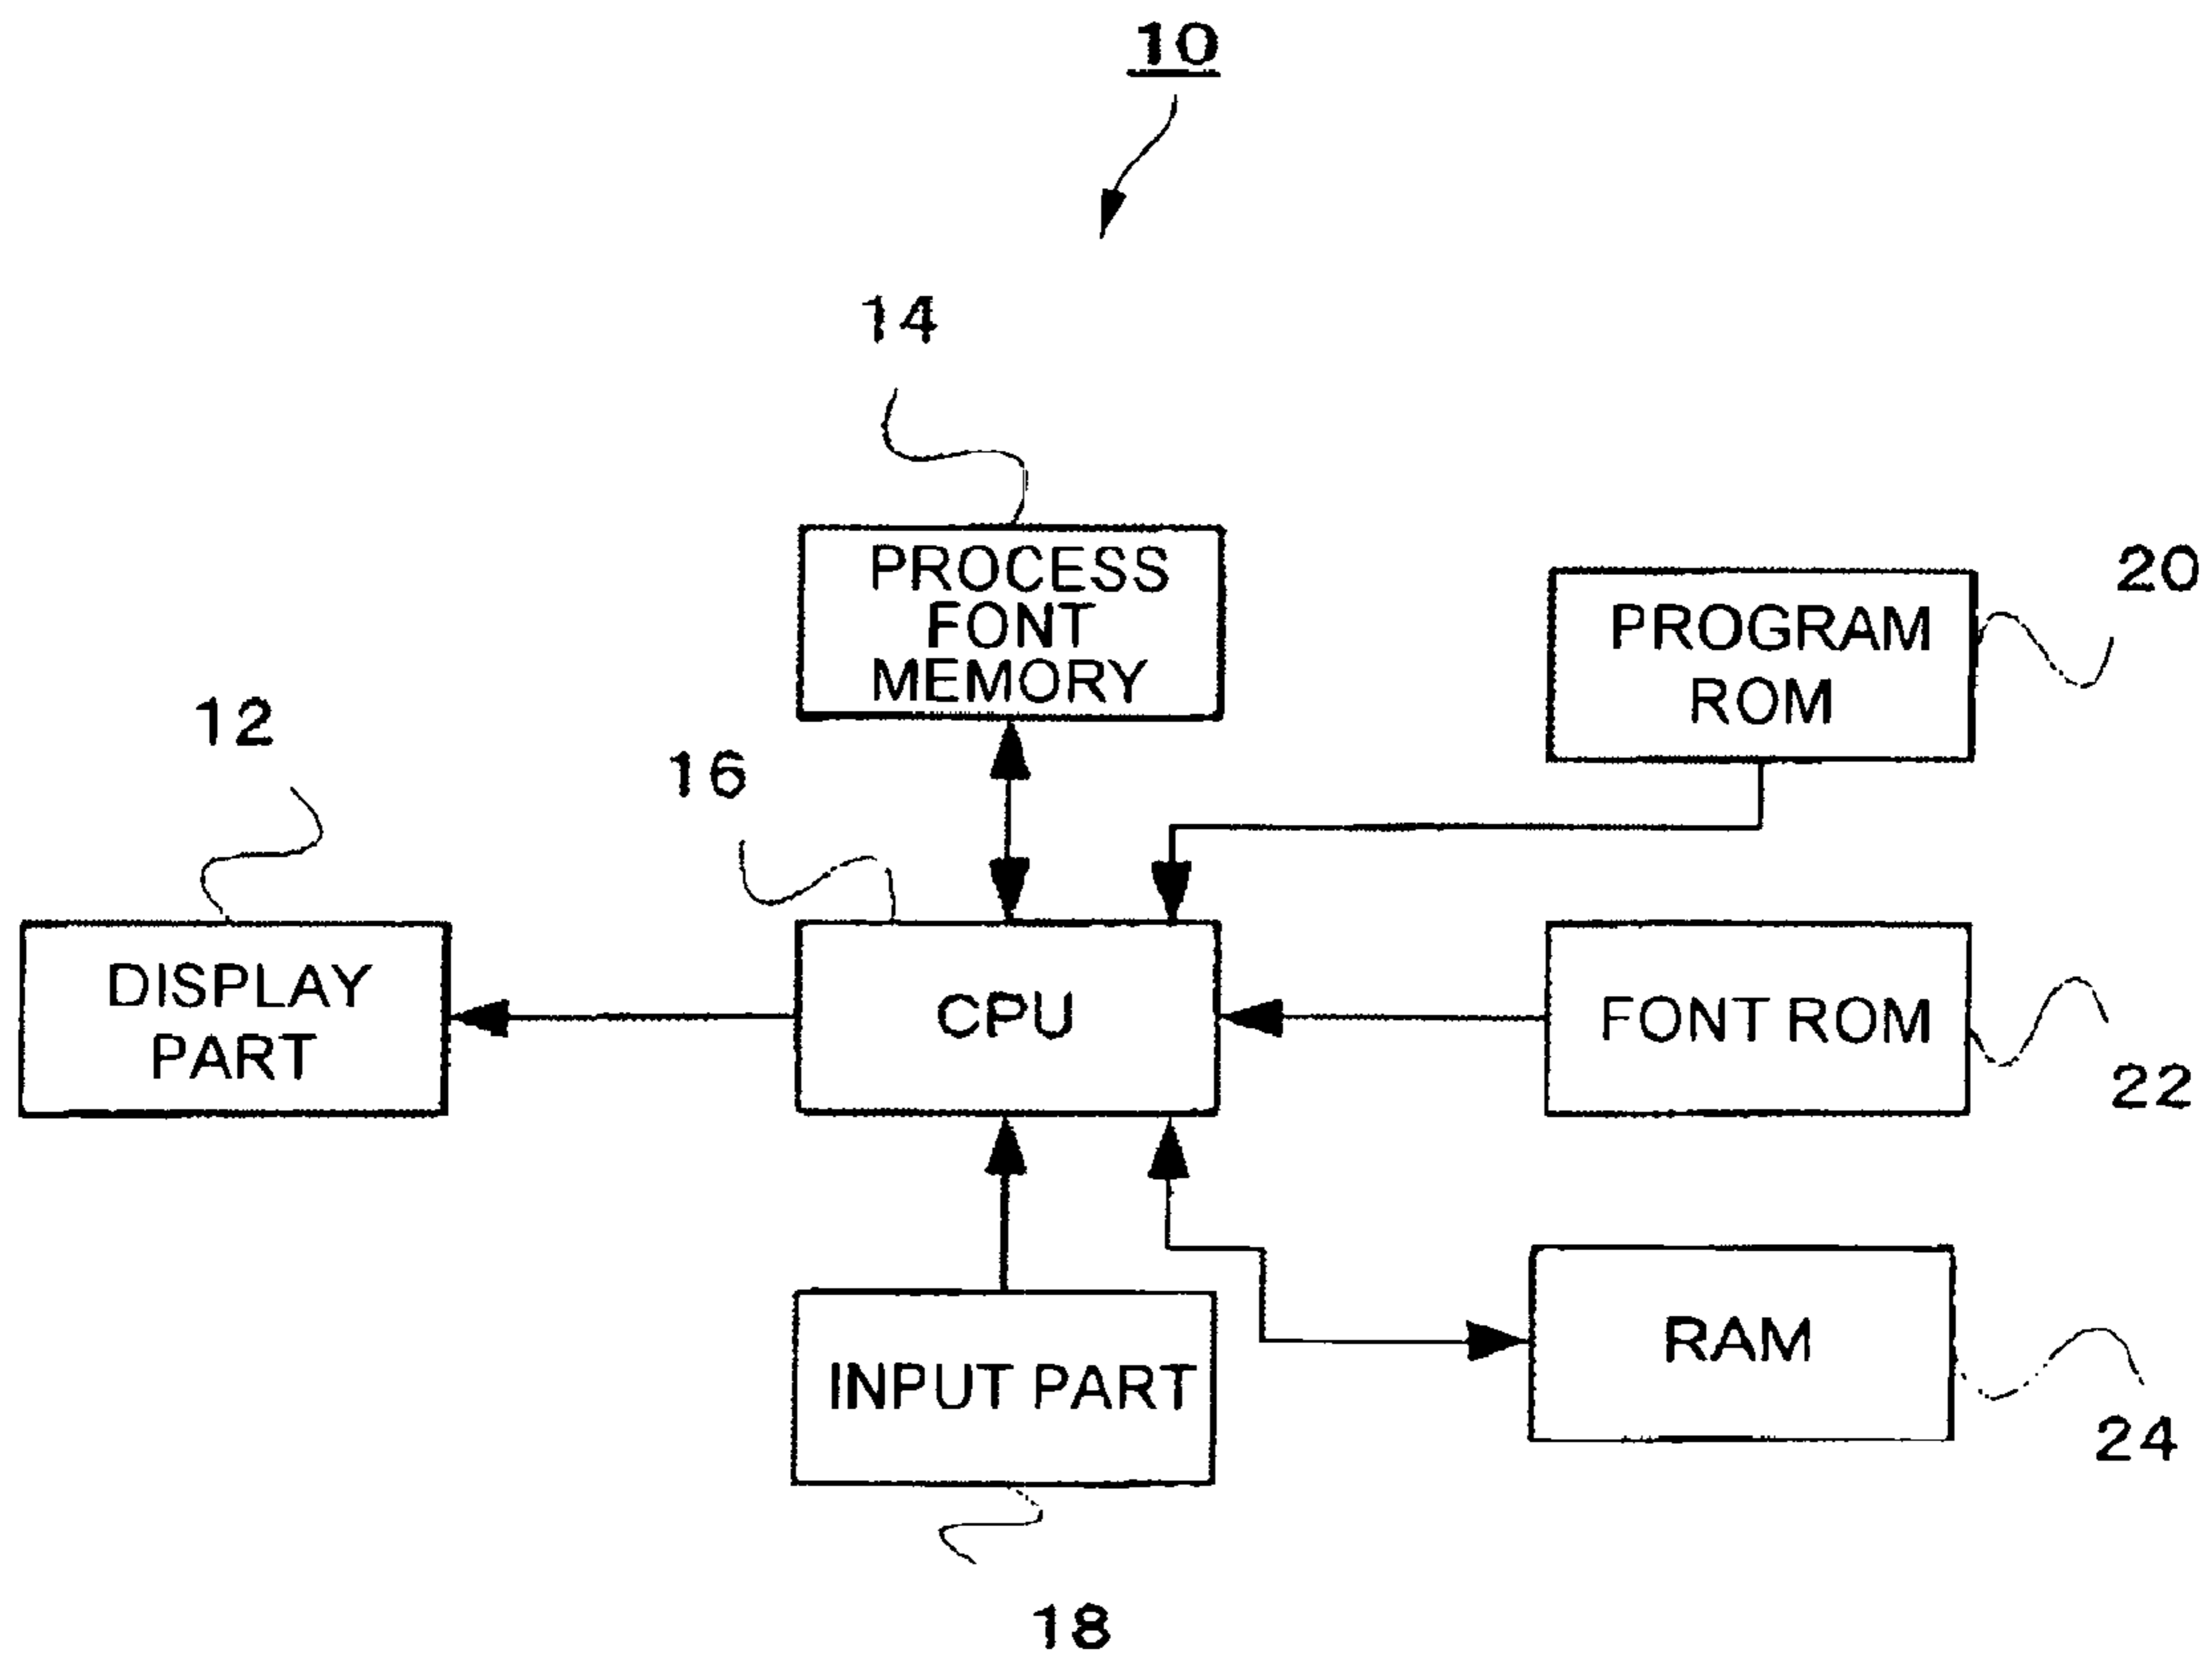 10
14
PROCESS
FONT
MEMORY
20
PROGRAM
ROM
12
16
DISPLAY
PART
CPU
FONT ROM
22
INPUT PART
RAM
24
18